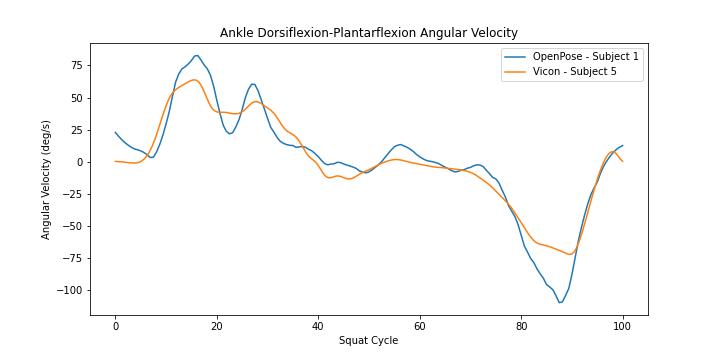 Ankle Dorsiflexion-Plantarflexion Angular Velocity
OpenPose - Subject 1
Vicon - Subject 5
Angular Velocity (deg/s)
75
50
25
0
−25
−50
−75
−100
0
20
40
60
80
100
Squat Cycle